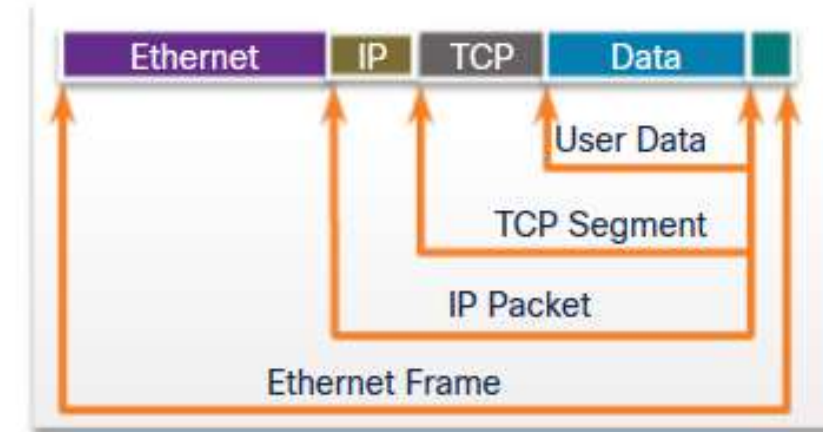 Ethernet IP TCP Data
User Data
TCP Segment
IP Packet
Ethernet Frame